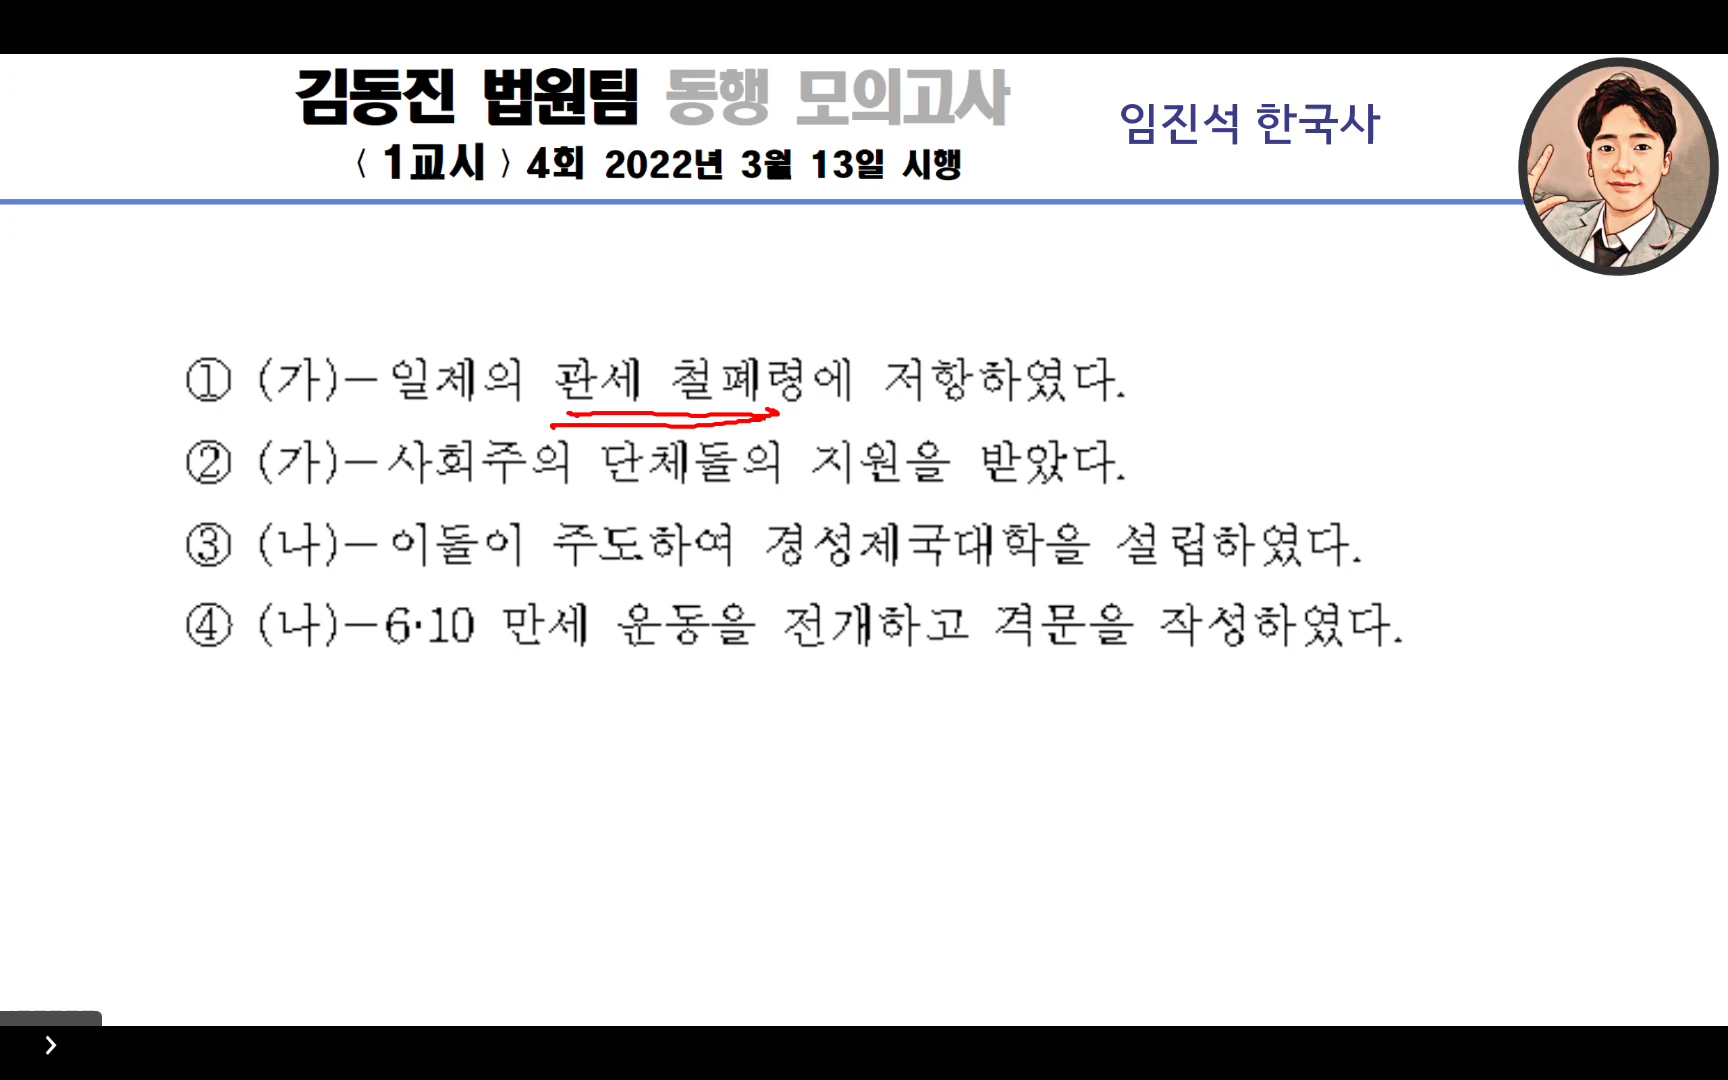 김동진 법원팀 동행 모의고사
임진석 한국사
〈 1교시 〉 4회 2022년 3월 13일 시행
① (가)－일제의 관세 철폐령에 저항하였다.
② (가)－사회주의 단체들의 지원을 받았다.
③ (나)－이들이 주도하여 경성제국대학을 설립하였다.
④ (나)－6·10 만세 운동을 전개하고 격문을 작성하였다.